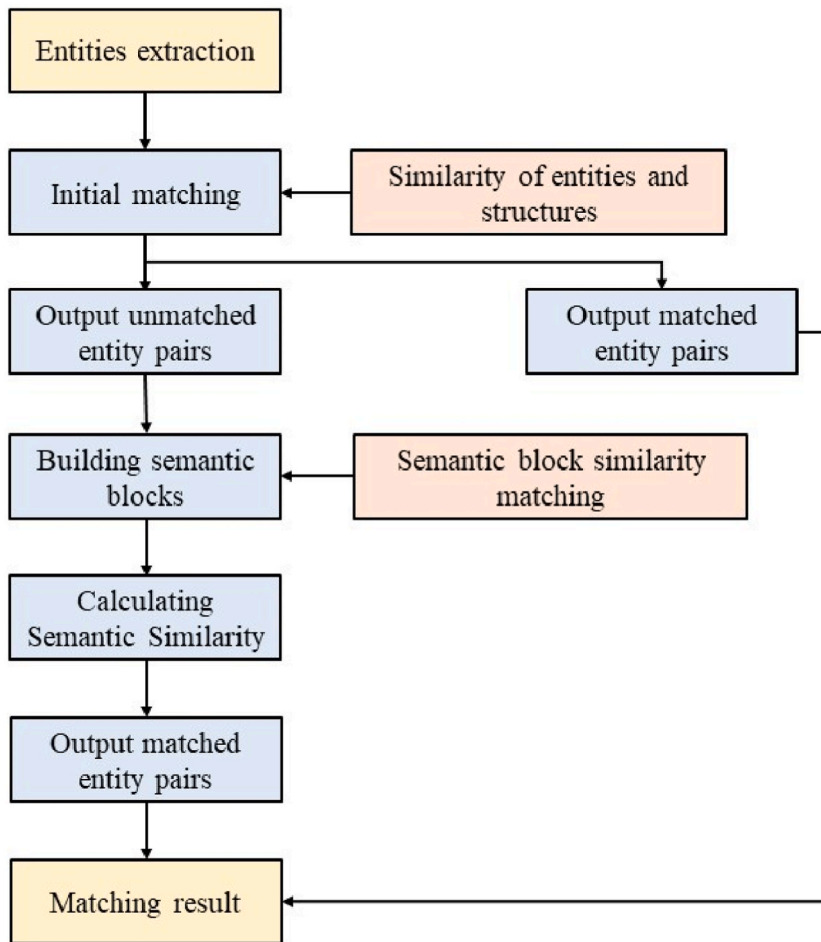 Entities extraction
Initial matching
Similarity of entities and
structures
Output unmatched
entity pairs
Output matched
entity pairs
Building semantic
blocks
Semantic block similarity
matching
Calculating
Semantic Similarity
Output matched
entity pairs
Matching result